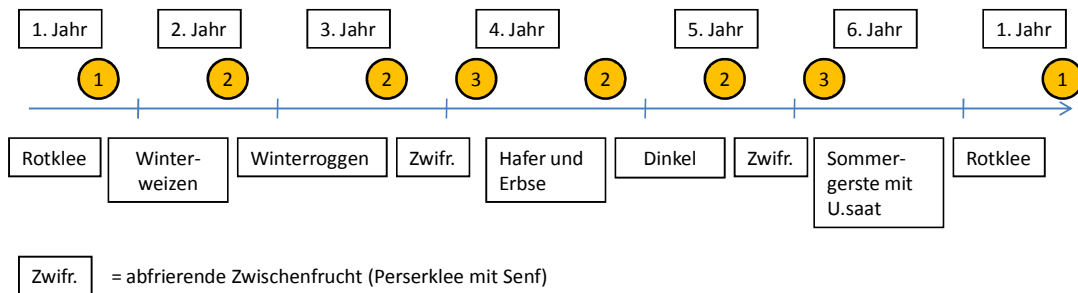 1. Jahr
2. Jahr
3. Jahr
4. Jahr
5. Jahr
6. Jahr
1. Jahr
1
2
2
3
2
2
3
1
Rotklee
Winter-
weizen
Winterroggen
Zwifr.
Hafer und
Erbse
Dinkel
Zwifr.
Sommer-
gerste mit
U.saat
Rotklee
Zwifr. = abfrierende Zwischenfrucht (Perserklee mit Senf)